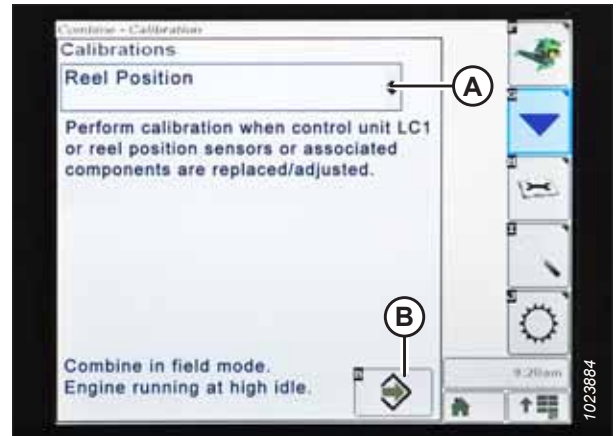 Combine - Calibration
Calibrations
Reel Position
A
Perform calibration when control unit LC1
or reel position sensors or associated
components are replaced/adjusted.
B
Combine in field mode.
Engine running at high idle.
9:20am
1023884